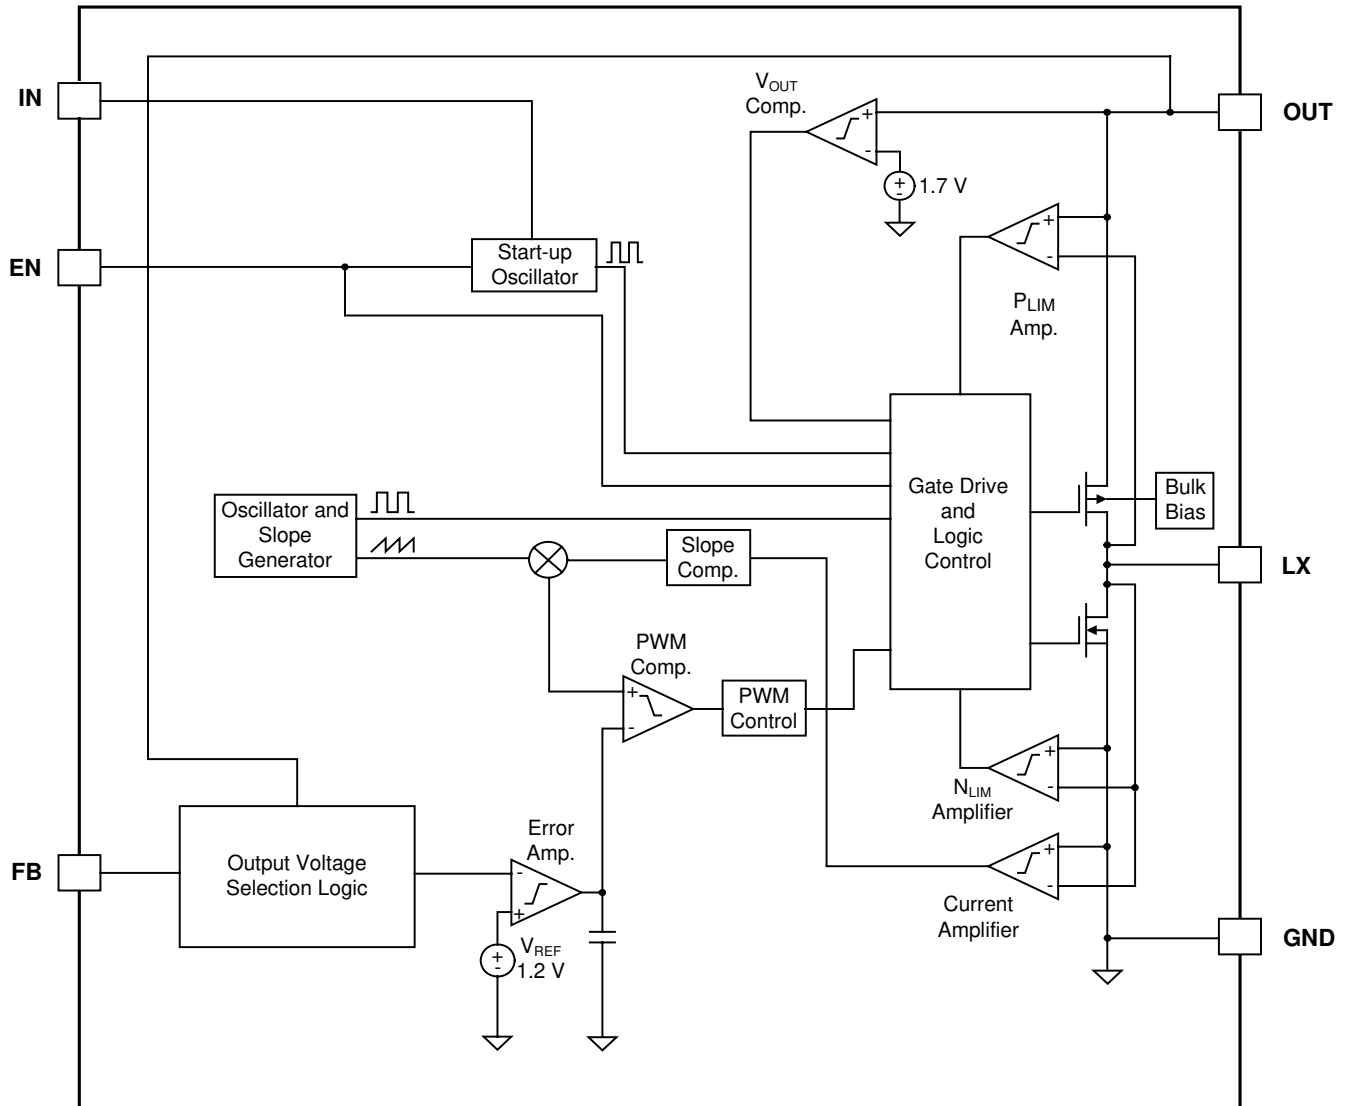 IN
V_OUT
Comp.
+
-
OUT
+
-
1.7 V
EN
Start-up
Oscillator
+
-
P_LIM
Amp.
Oscillator and
Slope
Generator
Gate Drive
and
Logic
Control
Bulk
Bias
Slope
Comp.
LX
PWM
Comp.
+
-
PWM
Control
+
-
N_LIM
Amplifier
Error
Amp.
FB
Output Voltage
Selection Logic
-
+
+
-
Current
Amplifier
V_REF
1.2 V
+
-
GND